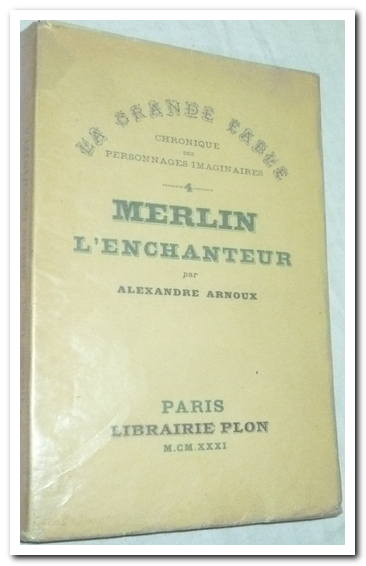 LA GRANDE FABLE
CHRONIQUE
DES
PERSONNAGES IMAGINAIRES
4
MERLIN
L'ENCHANTEUR
par
ALEXANDRE ARNOUX
PARIS
LIBRAIRIE PLON
M.CM.XXXI